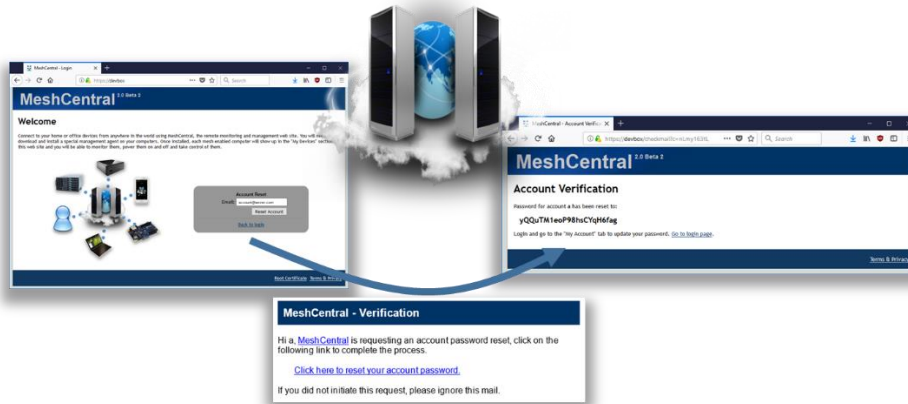 MeshCentral - Login
https://devbox
Search
MeshCentral 2.0 Beta 2
Welcome
Connect to your home or office devices from anywhere in the world using MeshCentral, the remote monitoring and management web site. You will need to
download and install a special management agent on your computers. Once installed, each mesh enabled computer will show-up in the "My Devices" section of
this web site and you will be able to monitor them, power them on and off and take control of them.
Account Reset
Email:
Reset Account
Back to login
Root Certificate Terms & Privacy
MeshCentral - Account Verific
Search
MeshCentral 2.0 Beta 2
Account Verification
Password for account a has been reset to:
yQQuTM1eoP98hsCYqH6fag
Login and go to the "My Account" tab to update your password. Go to login page.
Terms & Privacy
MeshCentral - Verification
Hi a, MeshCentral is requesting an account password reset, click on the
following link to complete the process.
Click here to reset your account password.
If you did not initiate this request, please ignore this mail.